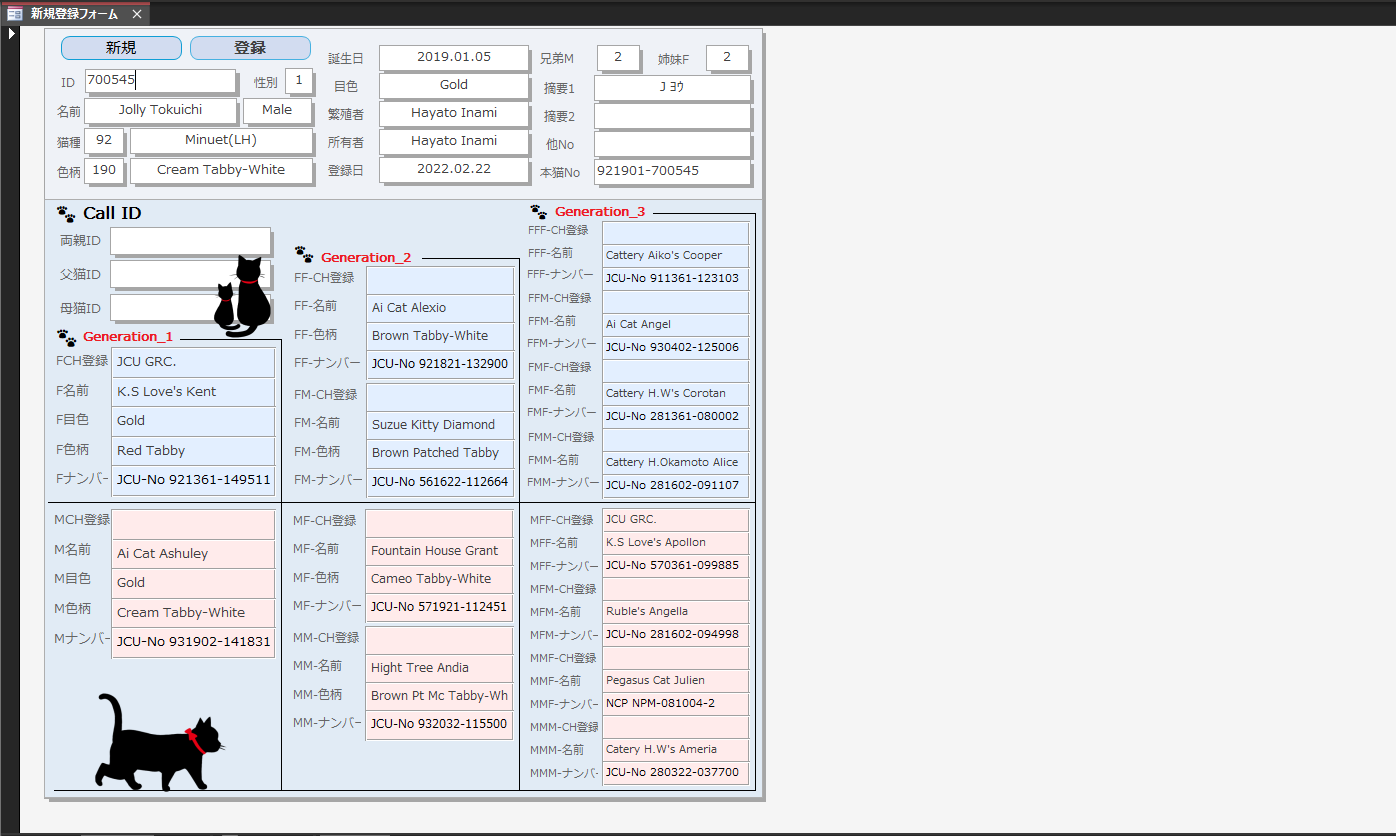 新規登録フォーム ×
新規 登録
ID 700545 性別 1
名前 Jolly Tokuichi Male
猫種 92 Minuet(LH)
色柄 190 Cream Tabby-White
誕生日 2019.01.05
目色 Gold
繁殖者 Hayato Inami
所有者 Hayato Inami
登録日 2022.02.22
兄弟M 2 姉妹F 2
摘要1 J ﾖｳ
摘要2
他No
本猫No 921901-700545
Call ID
両親ID
父猫ID
母猫ID
Generation_1
FCH登録 JCU GRC.
F名前 K.S Love's Kent
F目色 Gold
F色柄 Red Tabby
Fナンバー JCU-No 921361-149511
MCH登録
M名前 Ai Cat Ashuley
M目色 Gold
M色柄 Cream Tabby-White
Mナンバー JCU-No 931902-141831
Generation_2
FF-CH登録
FF-名前 Ai Cat Alexio
FF-色柄 Brown Tabby-White
FF-ナンバー JCU-No 921821-132900
FM-CH登録
FM-名前 Suzue Kitty Diamond
FM-色柄 Brown Patched Tabby
FM-ナンバー JCU-No 561622-112664
MF-CH登録
MF-名前 Fountain House Grant
MF-色柄 Cameo Tabby-White
MF-ナンバー JCU-No 571921-112451
MM-CH登録
MM-名前 Hight Tree Andia
MM-色柄 Brown Pt Mc Tabby-Wh
MM-ナンバー JCU-No 932032-115500
Generation_3
FFF-CH登録
FFF-名前 Cattery Aiko's Cooper
FFF-ナンバー JCU-No 911361-123103
FFM-CH登録
FFM-名前 Ai Cat Angel
FFM-ナンバー JCU-No 930402-125006
FMF-CH登録
FMF-名前 Cattery H.W's Corotan
FMF-ナンバー JCU-No 281361-080002
FMM-CH登録
FMM-名前 Cattery H.Okamoto Alice
FMM-ナンバー JCU-No 281602-091107
MFF-CH登録 JCU GRC.
MFF-名前 K.S Love's Apollon
MFF-ナンバー JCU-No 570361-099885
MFM-CH登録
MFM-名前 Ruble's Angella
MFM-ナンバー JCU-No 281602-094998
MMF-CH登録
MMF-名前 Pegasus Cat Julien
MMF-ナンバー NCP NPM-081004-2
MMM-CH登録
MMM-名前 Catery H.W's Ameria
MMM-ナンバ JCU-No 280322-037700